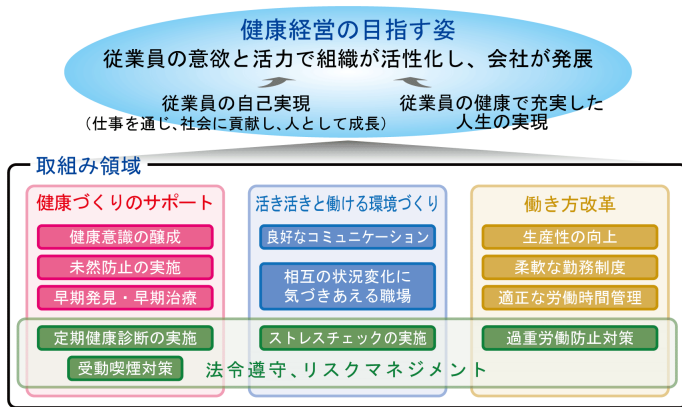 健康経営の目指す姿
従業員の意欲と活力で組織が活性化し、会社が発展
従業員の自己実現
（仕事を通じ、社会に貢献し、人として成長）
従業員の健康で充実した
人生の実現
取組み領域
健康づくりのサポート
健康意識の醸成
未然防止の実施
早期発見・早期治療
定期健康診断の実施
受動喫煙対策
活き活きと働ける環境づくり
良好なコミュニケーション
相互の状況変化に
気づきあえる職場
ストレスチェックの実施
働き方改革
生産性の向上
柔軟な勤務制度
適正な労働時間管理
過重労働防止対策
法令遵守、リスクマネジメント